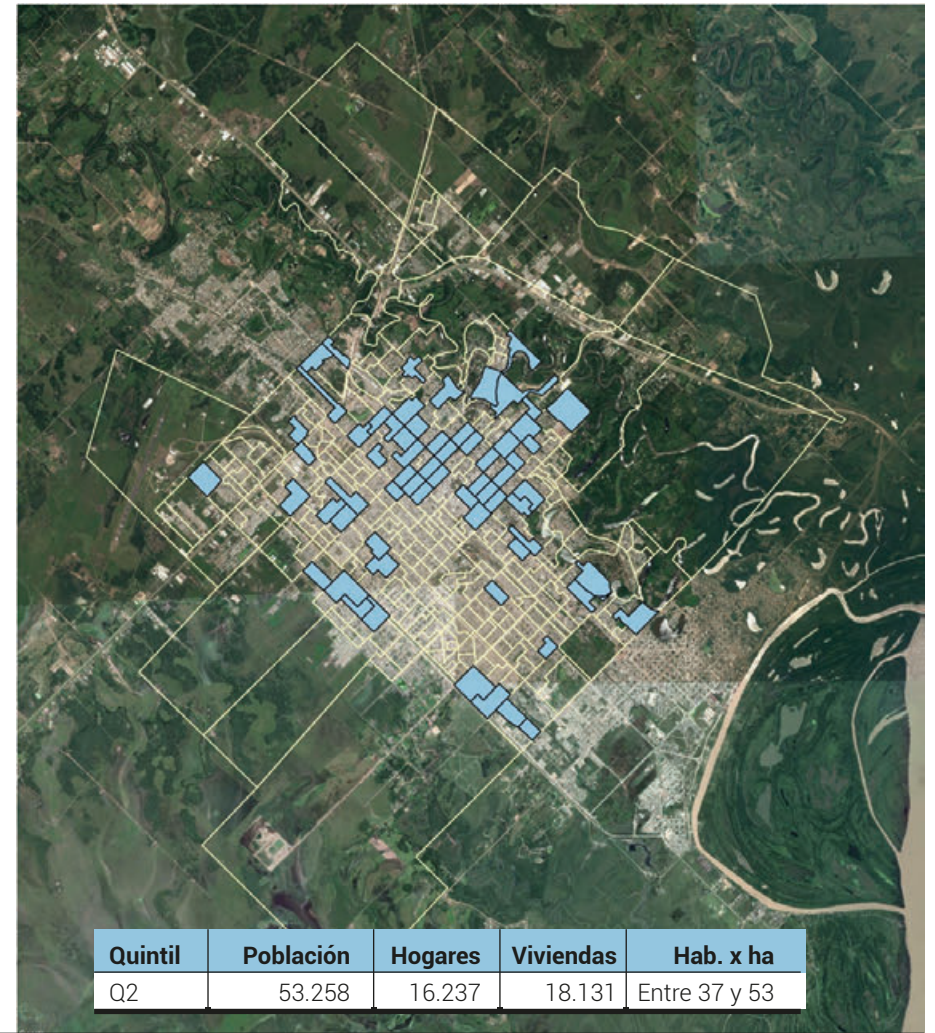 Quintil Población Hogares Viviendas Hab. x ha
Q2 53.258 16.237 18.131 Entre 37 y 53